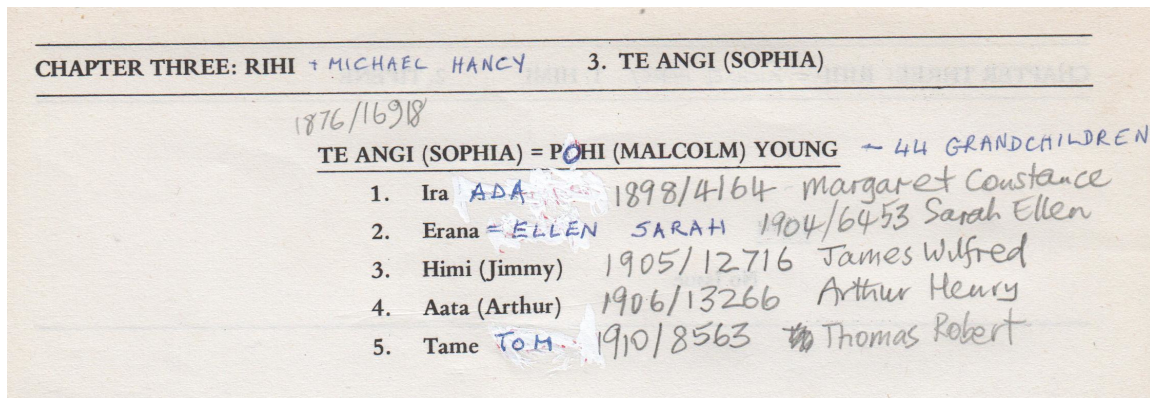 CHAPTER THREE: RIHI + MICHAEL HANCY 3. TE ANGI (SOPHIA)
1876/16918
TE ANGI (SOPHIA) = POHI (MALCOLM) YOUNG - 44 GRANDCHILDREN
1. Ira ADA 1898/4164 Margaret Constance
2. Erana = ELLEN SARAH 1904/6453 Sarah Ellen
3. Himi (Jimmy) 1905/12716 James Wilfred
4. Aata (Arthur) 1906/13266 Arthur Henry
5. Tame TOM 1910/8563 Thomas Robert